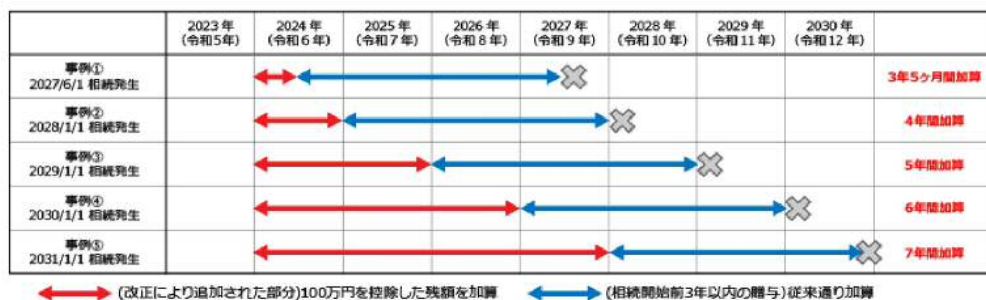 2023年 2024年 2025年 2026年 2027年 2028年 2029年 2030年
(令和5年) (令和6年) (令和7年) (令和8年) (令和9年) (令和10年) (令和11年) (令和12年)
事例①
2027/6/1 相続発生
3年5ヶ月間加算
事例②
2028/1/1 相続発生
4年間加算
事例③
2029/1/1 相続発生
5年間加算
事例④
2030/1/1 相続発生
6年間加算
事例⑤
2031/1/1 相続発生
7年間加算
(改正により追加された部分)100万円を控除した残額を加算 (相続開始前3年以内の贈与)従来通り加算